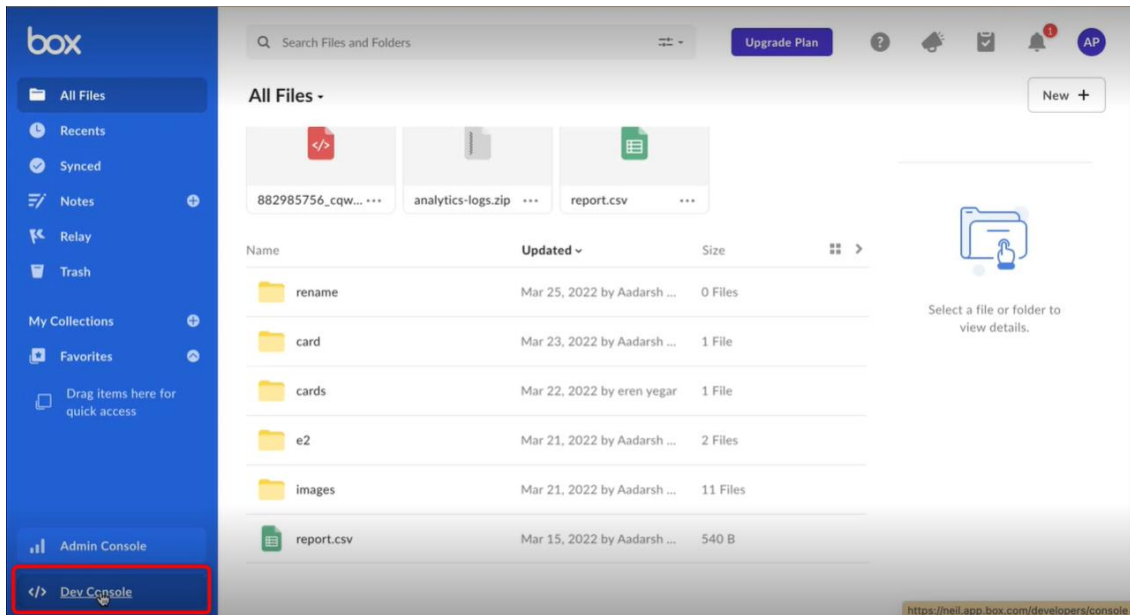 box
Search Files and Folders
Upgrade Plan
?
1
AP
All Files
Recents
Synced
Notes
Relay
Trash
My Collections
Favorites
Drag items here for
quick access
Admin Console
</> Dev Console
All Files
New +
</>
882985756_cqw... •••
analytics-logs.zip •••
report.csv •••
Name Updated Size
rename Mar 25, 2022 by Aadarsh ... 0 Files
card Mar 23, 2022 by Aadarsh ... 1 File
cards Mar 22, 2022 by eren yegar 1 File
e2 Mar 21, 2022 by Aadarsh ... 2 Files
images Mar 21, 2022 by Aadarsh ... 11 Files
report.csv Mar 15, 2022 by Aadarsh ... 540 B
Select a file or folder to
view details.
https://neil.app.box.com/developers/console